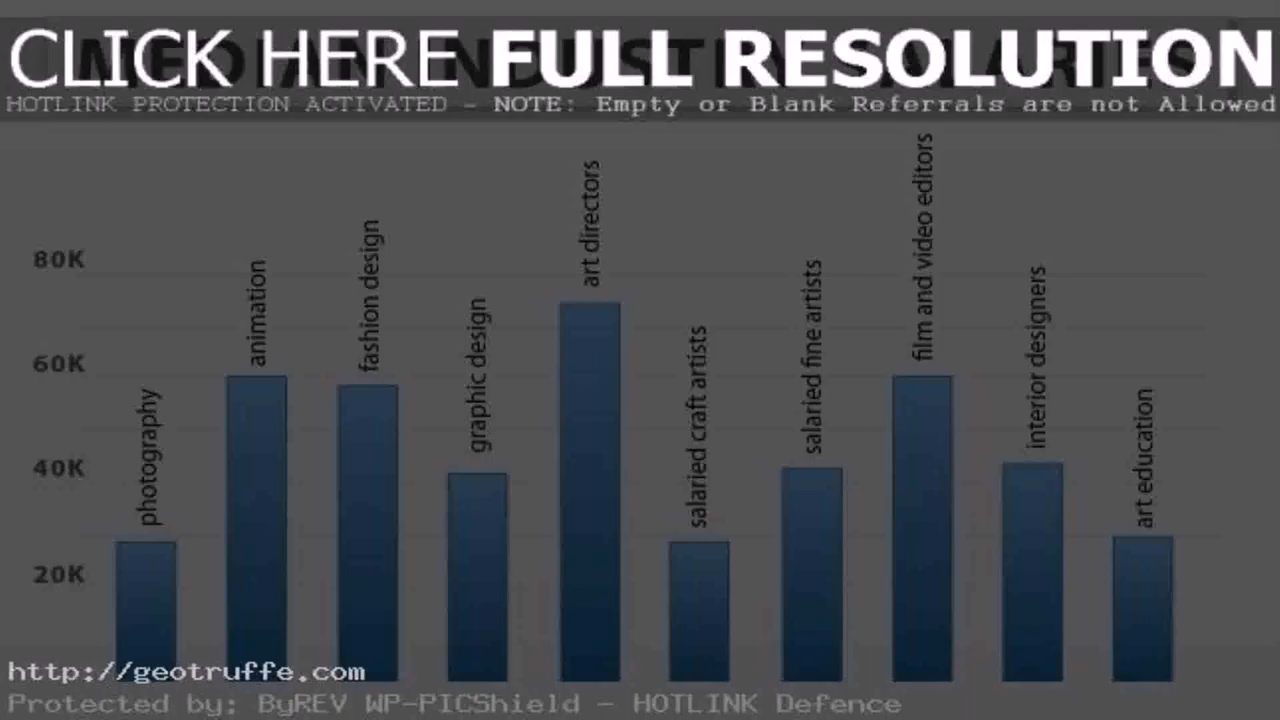 CLICK HERE FULL RESOLUTION
HOTLINK PROTECTION ACTIVATED - NOTE: Empty or Blank Referrals are not Allowed
80K
60K
40K
20K
photography
animation
fashion design
graphic design
art directors
salaried craft artists
salaried fine artists
film and video editors
interior designers
art education
http://geotruffe.com
Protected by: ByREV WP-PICShield - HOTLINK Defence